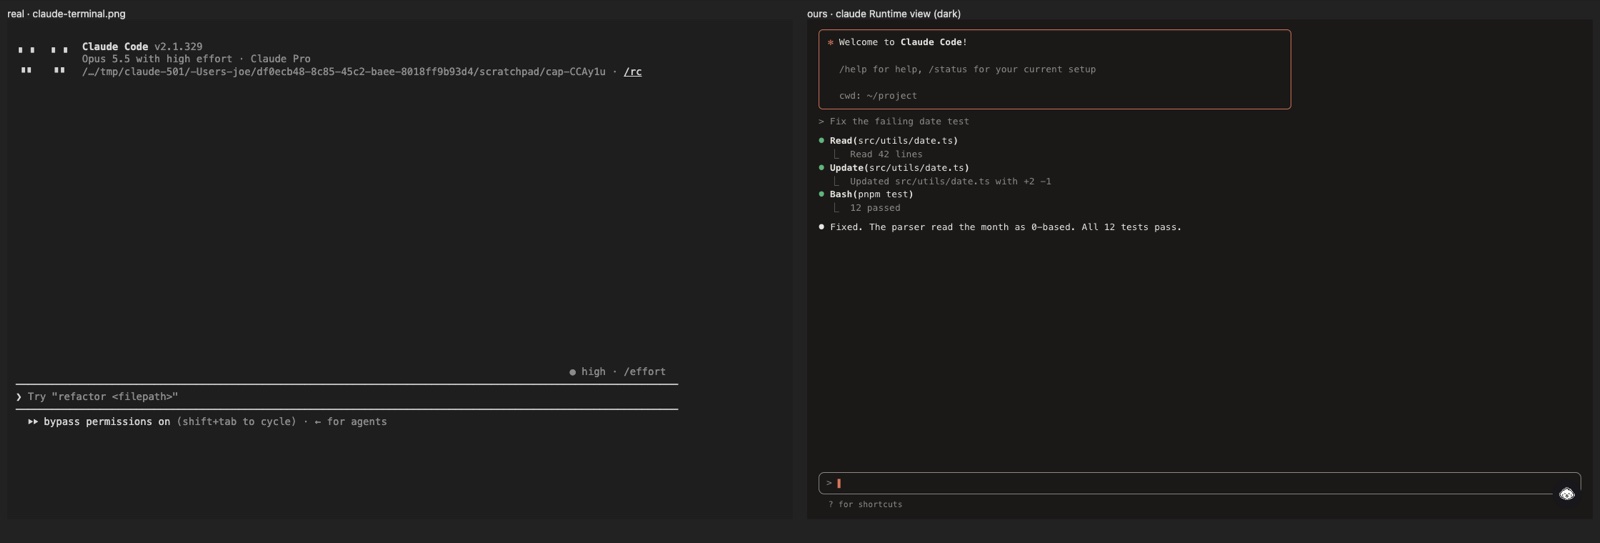 real · claude-terminal.png
Claude Code v2.1.329
Opus 5.5 with high effort · Claude Pro
/…/tmp/claude-501/-Users-joe/df0ecb48-8c85-45c2-baee-8018ff9b93d4/scratchpad/cap-CCAy1u · /rc
● high · /effort
❯ Try "refactor <filepath>"
▸▸ bypass permissions on (shift+tab to cycle) · ← for agents
ours · claude Runtime view (dark)
* Welcome to Claude Code!
/help for help, /status for your current setup
cwd: ~/project
> Fix the failing date test
● Read(src/utils/date.ts)
⎿ Read 42 lines
● Update(src/utils/date.ts)
⎿ Updated src/utils/date.ts with +2 -1
● Bash(pnpm test)
⎿ 12 passed
● Fixed. The parser read the month as 0-based. All 12 tests pass.
>
? for shortcuts